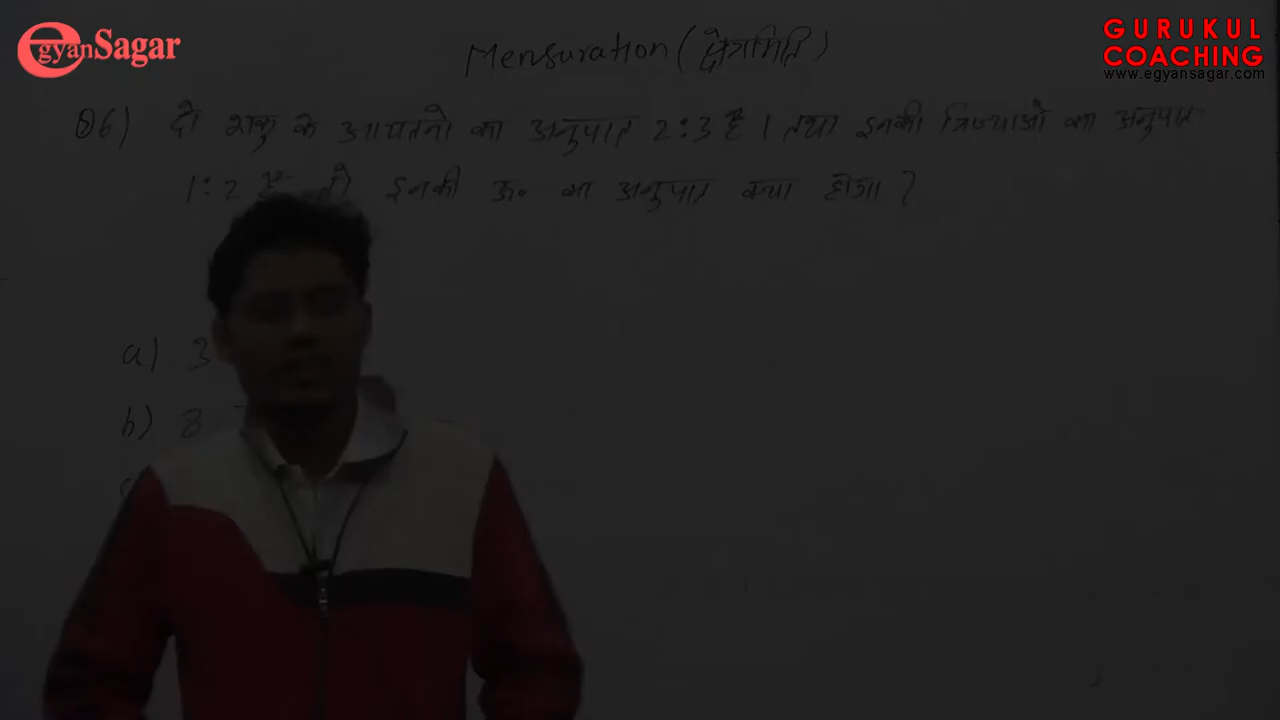 egyanSagar
GURUKUL
COACHING
www.egyansagar.com
Mensuration (क्षेत्रमिति)
Q6) दो शंकु के आयतनो का अनुपात 2:3 है । तथा इनकी त्रिज्याओ का अनुपात
1:2 है तो इनकी ऊ० का अनुपात क्या होगा ?
a) 3
b) 8